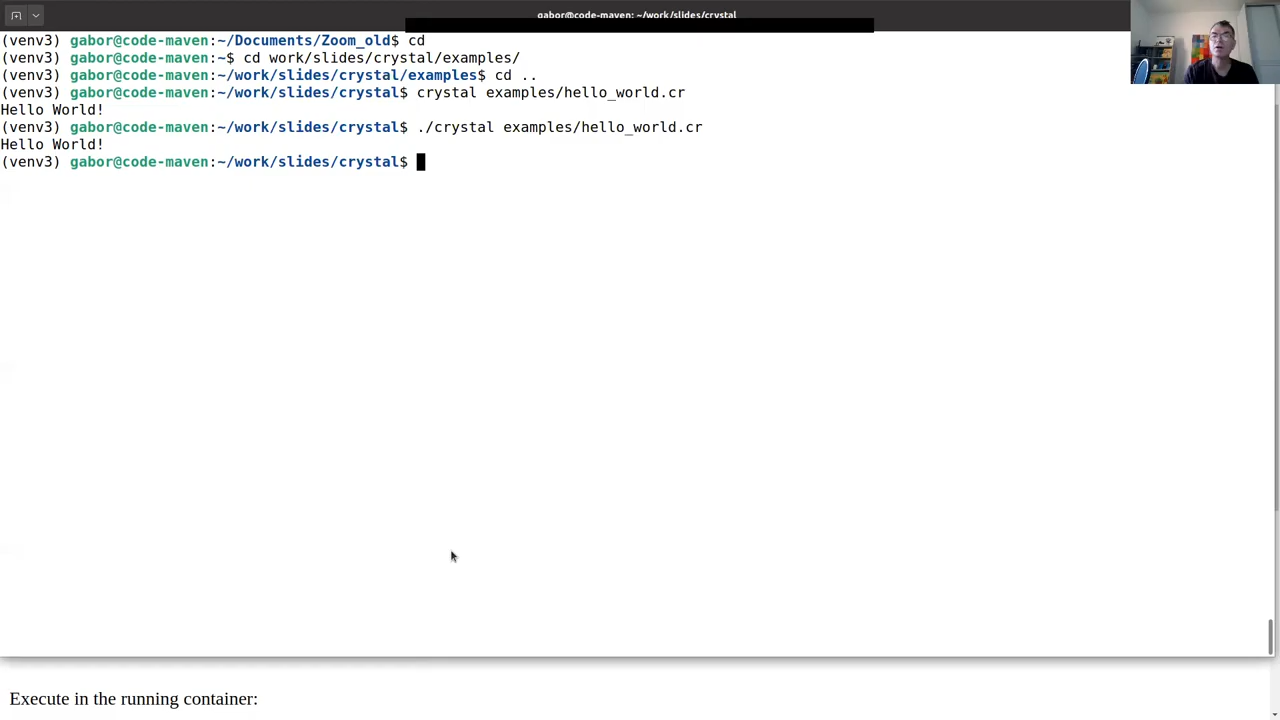 gabor@code-maven: ~/work/slides/crystal
(venv3) gabor@code-maven:~/Documents/Zoom_old$ cd
(venv3) gabor@code-maven:~$ cd work/slides/crystal/examples/
(venv3) gabor@code-maven:~/work/slides/crystal/examples$ cd ..
(venv3) gabor@code-maven:~/work/slides/crystal$ crystal examples/hello_world.cr
Hello World!
(venv3) gabor@code-maven:~/work/slides/crystal$ ./crystal examples/hello_world.cr
Hello World!
(venv3) gabor@code-maven:~/work/slides/crystal$
Execute in the running container: